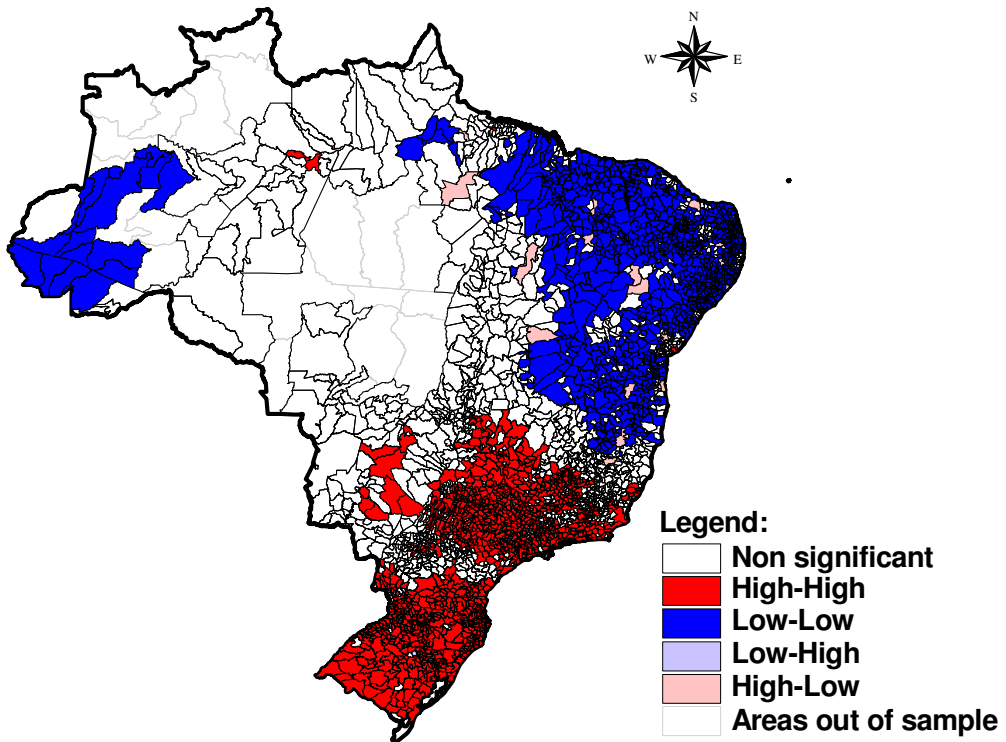 N
W E
S
Legend:
Non significant
High-High
Low-Low
Low-High
High-Low
Areas out of sample